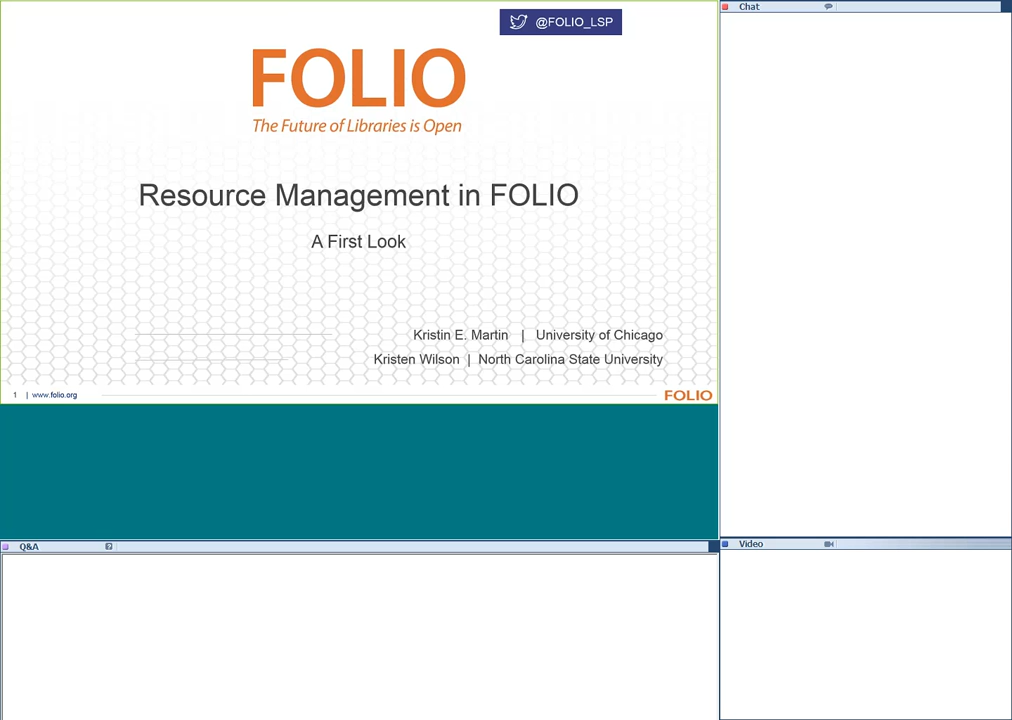 @FOLIO_LSP
FOLIO
The Future of Libraries is Open
Resource Management in FOLIO
A First Look
Kristin E. Martin | University of Chicago
Kristen Wilson | North Carolina State University
1 | www.folio.org
FOLIO
Chat
Q&A
Video